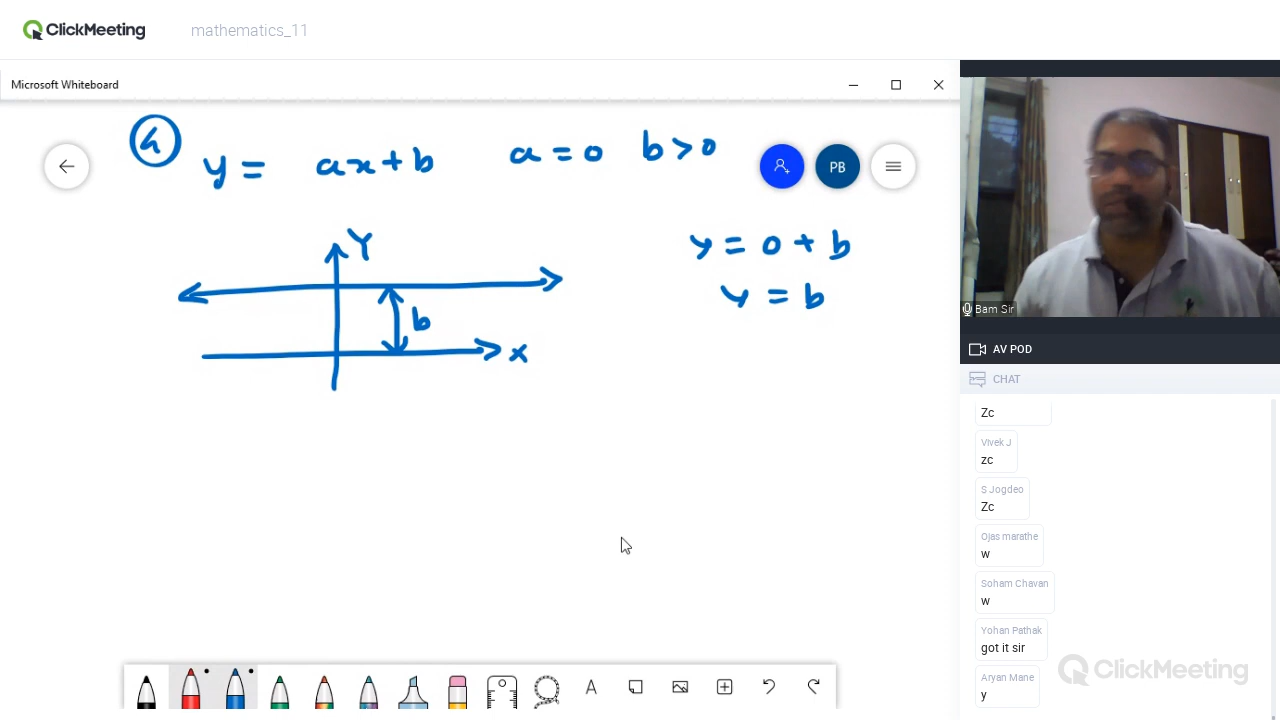 ClickMeeting
mathematics_11
Microsoft Whiteboard
4
y = ax + b a = 0 b > 0
PB
Y
y = 0 + b
y = b
b
x
Bam Sir
AV POD
CHAT
Zc
Vivek J
zc
S Jogdeo
Zc
Ojas marathe
w
Soham Chavan
w
Yohan Pathak
got it sir
Aryan Mane
y
ClickMeeting
A